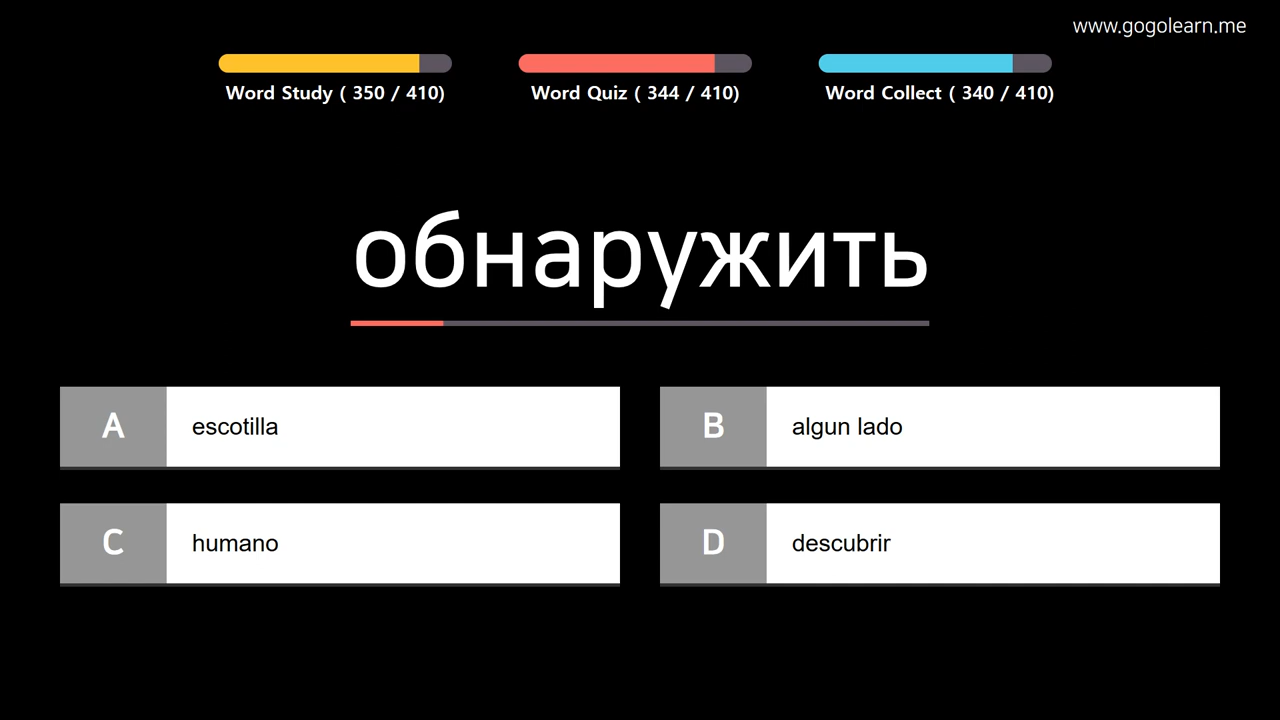 www.gogolearn.me
Word Study ( 350 / 410)
Word Quiz ( 344 / 410)
Word Collect ( 340 / 410)
обнаружить
A escotilla
B algun lado
C humano
D descubrir